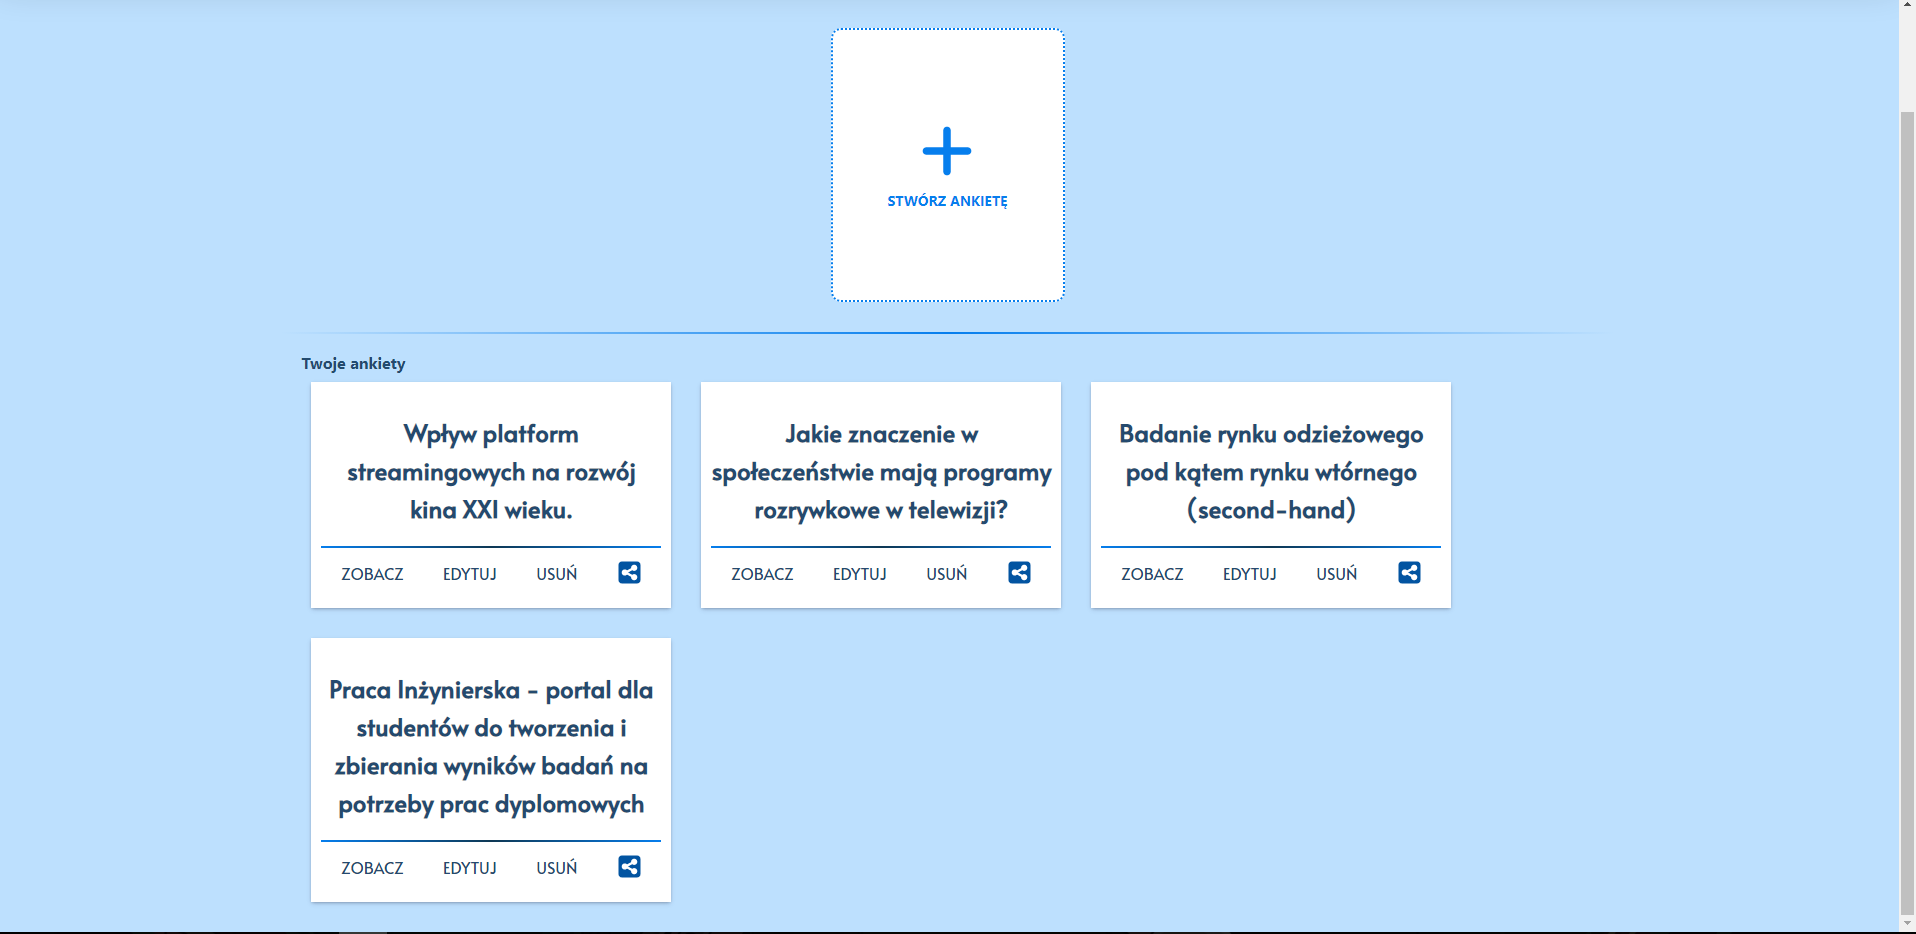 STWÓRZ ANKIETĘ
Twoje ankiety
Wpływ platform
streamingowych na rozwój
kina XXI wieku.
ZOBACZ EDYTUJ USUŃ
Jakie znaczenie w
społeczeństwie mają programy
rozrywkowe w telewizji?
ZOBACZ EDYTUJ USUŃ
Badanie rynku odzieżowego
pod kątem rynku wtórnego
(second-hand)
ZOBACZ EDYTUJ USUŃ
Praca Inżynierska - portal dla
studentów do tworzenia i
zbierania wyników badań na
potrzeby prac dyplomowych
ZOBACZ EDYTUJ USUŃ